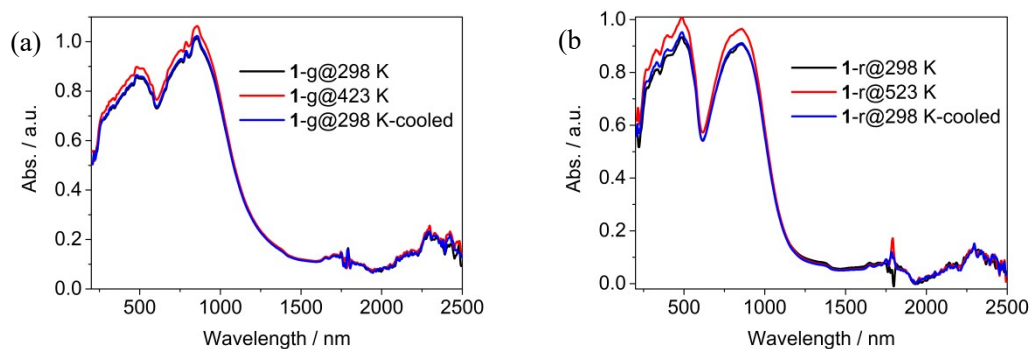 (a)
Abs. / a.u.
1.0
0.8
0.6
0.4
0.2
0.0
1-g@298 K
1-g@423 K
1-g@298 K-cooled
500 1000 1500 2000 2500
Wavelength / nm
(b)
Abs. / a.u.
1.0
0.8
0.6
0.4
0.2
0.0
1-r@298 K
1-r@523 K
1-r@298 K-cooled
500 1000 1500 2000 2500
Wavelength / nm